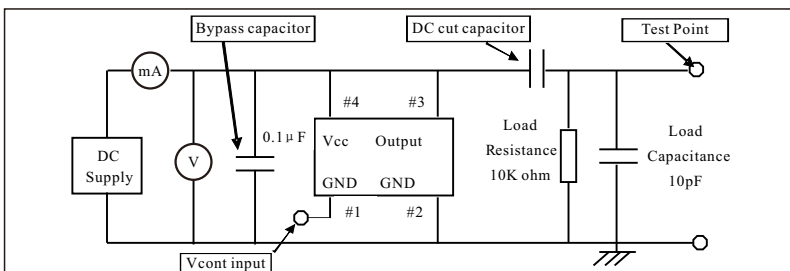 Bypass capacitor
DC cut capacitor
Test Point
mA
#4
#3
0.1μF
Vcc Output
Load
Resistance
10K ohm
Load
Capacitance
10pF
DC
Supply
V
GND GND
#1
#2
Vcont input